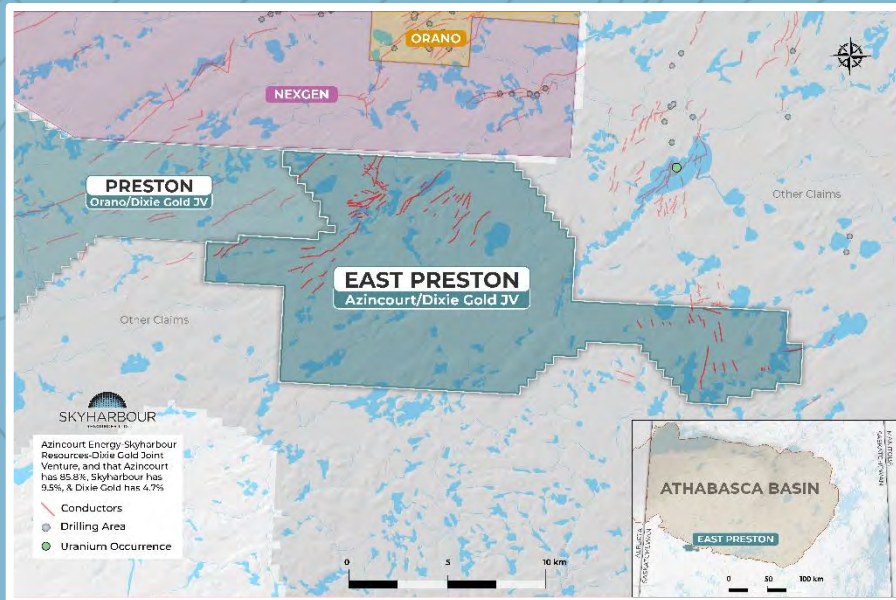 ORANO
NEXGEN
PRESTON
Orano/Dixie Gold JV
Other Claims
EAST PRESTON
Azincourt/Dixie Gold JV
Other Claims
SKYHARBOUR
Azincourt Energy-Skyharbour
Resources-Dixie Gold Joint
Venture, and that Azincourt
has 85.8%, Skyharbour has
9.5%, & Dixie Gold has 4.7%
Conductors
Drilling Area
Uranium Occurrence
0 5 10 km
ATHABASCA BASIN
EAST PRESTON
ALBERTA
SASKATCHEWAN
SASKATCHEWAN
0 50 100 km